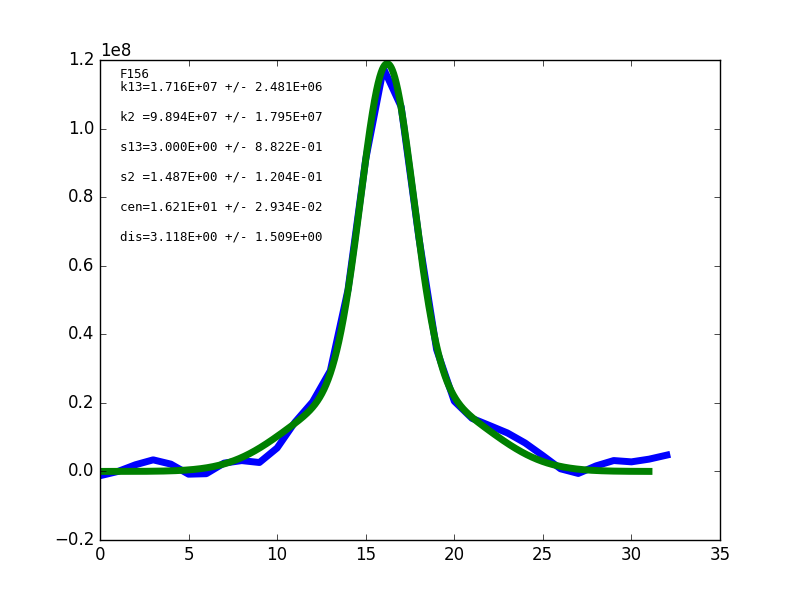 1e8
1.2
F156
k13=1.716E+07 +/- 2.481E+06
1.0
k2 =9.894E+07 +/- 1.795E+07
s13=3.000E+00 +/- 8.822E-01
0.8
s2 =1.487E+00 +/- 1.204E-01
cen=1.621E+01 +/- 2.934E-02
dis=3.118E+00 +/- 1.509E+00
0.6
0.4
0.2
0.0
−0.2
0 5 10 15 20 25 30 35